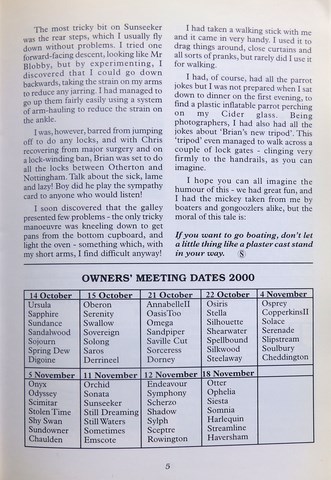 The most tricky bit on Sunseeker
was the rear steps, which I usually fly
down without problems. I tried one
forward-facing descent, looking like Mr
Blobby, but by experimenting, I
discovered that I could go down
backwards, taking the strain on my arms
to reduce any jarring. I had managed to
go up them fairly easily using a system
of arm-hauling to reduce the strain on
the ankle.
I was, however, barred from jumping
off to do any locks, and with Chris
recovering from major surgery and on
a lock-winding ban, Brian was set to do
all the locks between Otherton and
Nottingham. Talk about the sick, lame
and lazy! Boy did he play the sympathy
card to anyone who would listen!
I soon discovered that the galley
presented few problems - the only tricky
manoeuvre was kneeling down to get
pans from the bottom cupboard, and
light the oven - something which, with
my short arms, I find difficult anyway!
I had taken a walking stick with me
and it came in very handy. I used it to
drag things around, close curtains and
all sorts of pranks, but rarely did I use it
for walking.
I had, of course, had all the parrot
jokes but I was not prepared when I sat
down to dinner on the first evening, to
find a plastic inflatable parrot perching
on my Cider glass. Being
photographers, I had also had all the
jokes about 'Brian's new tripod'. This
'tripod' even managed to walk across a
couple of lock gates - clinging very
firmly to the handrails, as you can
imagine.
I hope you can all imagine the
humour of this - we had great fun, and
I had the mickey taken from me by
boaters and gongoozlers alike, but the
moral of this tale is:
If you want to go boating, don't let
a little thing like a plaster cast stand
in your way. S
OWNERS' MEETING DATES 2000
14 October 15 October 21 October 22 October 4 November
Ursula Oberon AnnabelleII Osiris Osprey
Sapphire Serenity OasisToo Stella CopperkinsII
Sundance Swallow Omega Silhouette Solace
Sandalwood Sovereign Sandpiper Shearwater Serenade
Sojourn Solong Saville Cut Spellbound Slipstream
Spring Dew Saros Sorceress Silkwood Soulbury
Digoine Derrineel Dorney Steelaway Cheddington
5 November 11 November 12 November 18 November
Onyx Orchid Endeavour Otter
Odyssey Sonata Symphony Ophelia
Scimitar Sunseeker Scherzo Siesta
Stolen Time Still Dreaming Shadow Somnia
Shy Swan Still Waters Sylph Harlequin
Sundowner Sometimes Sceptre Streamline
Chaulden Emscote Rowington Haversham
5